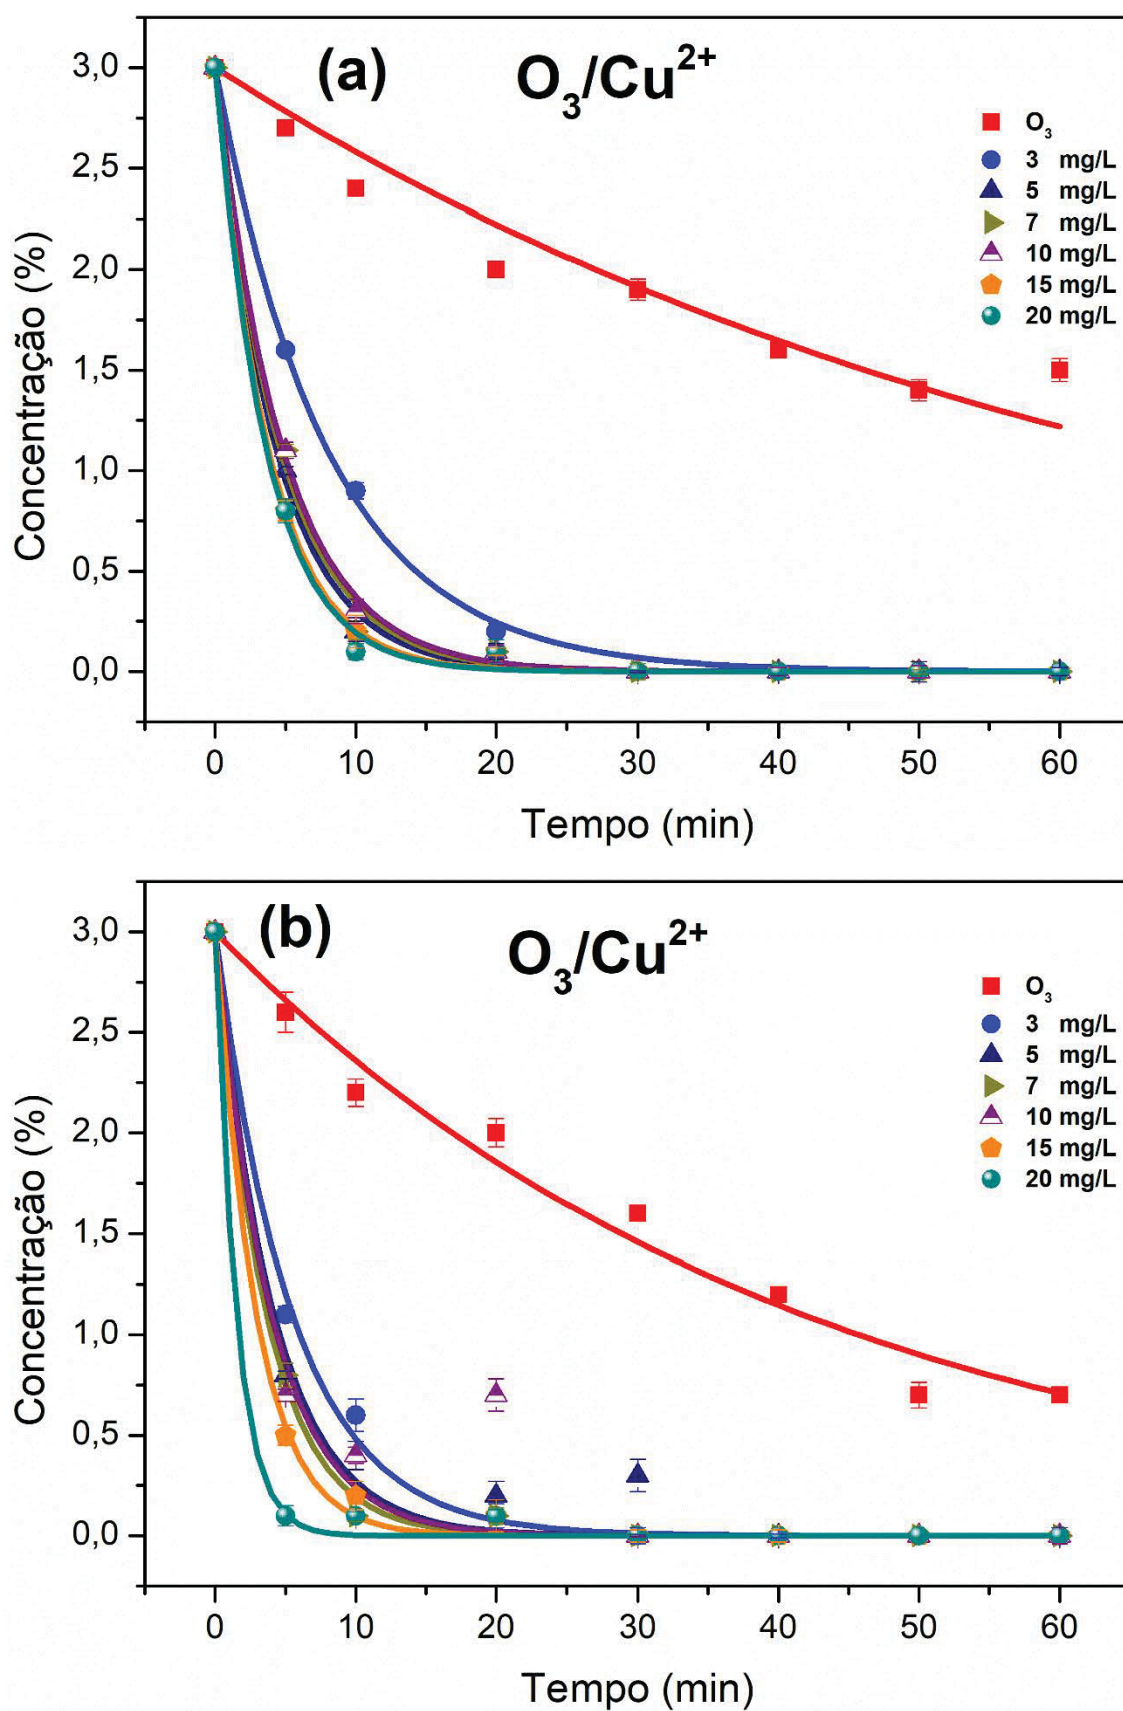 (a) O₃/Cu²⁺
3,0
2,5
2,0
1,5
1,0
0,5
0,0
Concentração (%)
O₃
3 mg/L
5 mg/L
7 mg/L
10 mg/L
15 mg/L
20 mg/L
0 10 20 30 40 50 60
Tempo (min)
(b) O₃/Cu²⁺
3,0
2,5
2,0
1,5
1,0
0,5
0,0
Concentração (%)
O₃
3 mg/L
5 mg/L
7 mg/L
10 mg/L
15 mg/L
20 mg/L
0 10 20 30 40 50 60
Tempo (min)